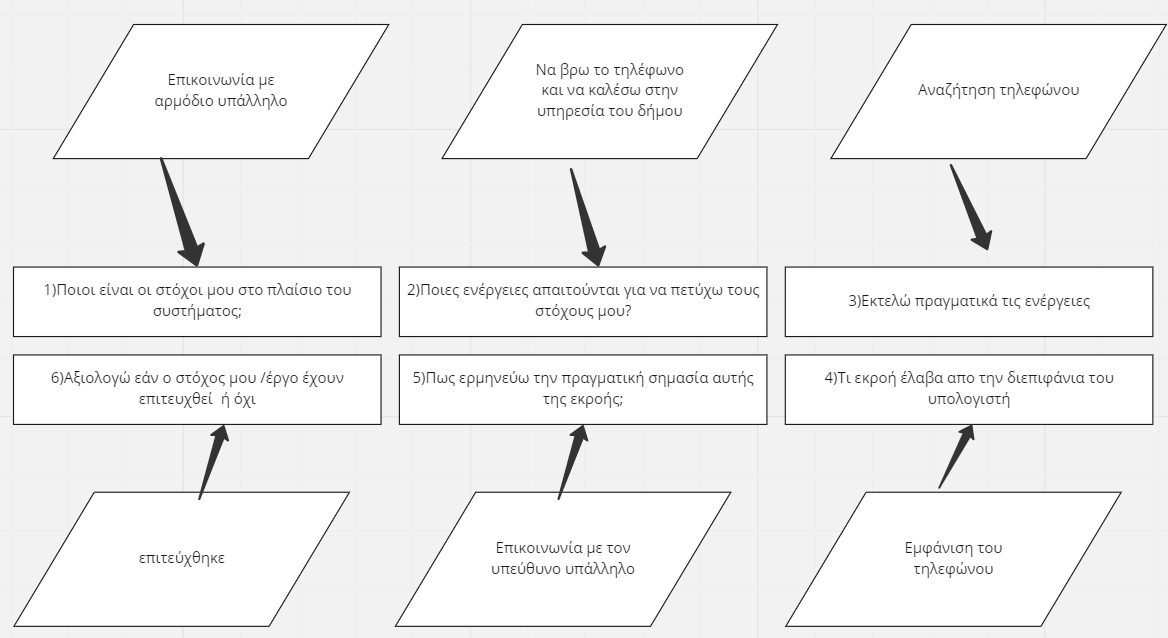 Επικοινωνία με
αρμόδιο υπάλληλο
Να βρω το τηλέφωνο
και να καλέσω στην
υπηρεσία του δήμου
Αναζήτηση τηλεφώνου
1)Ποιοι είναι οι στόχοι μου στο πλαίσιο του
συστήματος;
2)Ποιες ενέργειες απαιτούνται για να πετύχω τους
στόχους μου?
3)Εκτελώ πραγματικά τις ενέργειες
6)Αξιολογώ εάν ο στόχος μου /έργο έχουν
επιτευχθεί  ή όχι
5)Πως ερμηνεύω την πραγματική σημασία αυτής
της εκροής;
4)Τι εκροή έλαβα απο την διεπιφάνια του
υπολογιστή
επιτεύχθηκε
Επικοινωνία με τον
υπεύθυνο υπάλληλο
Εμφάνιση του
τηλεφώνου